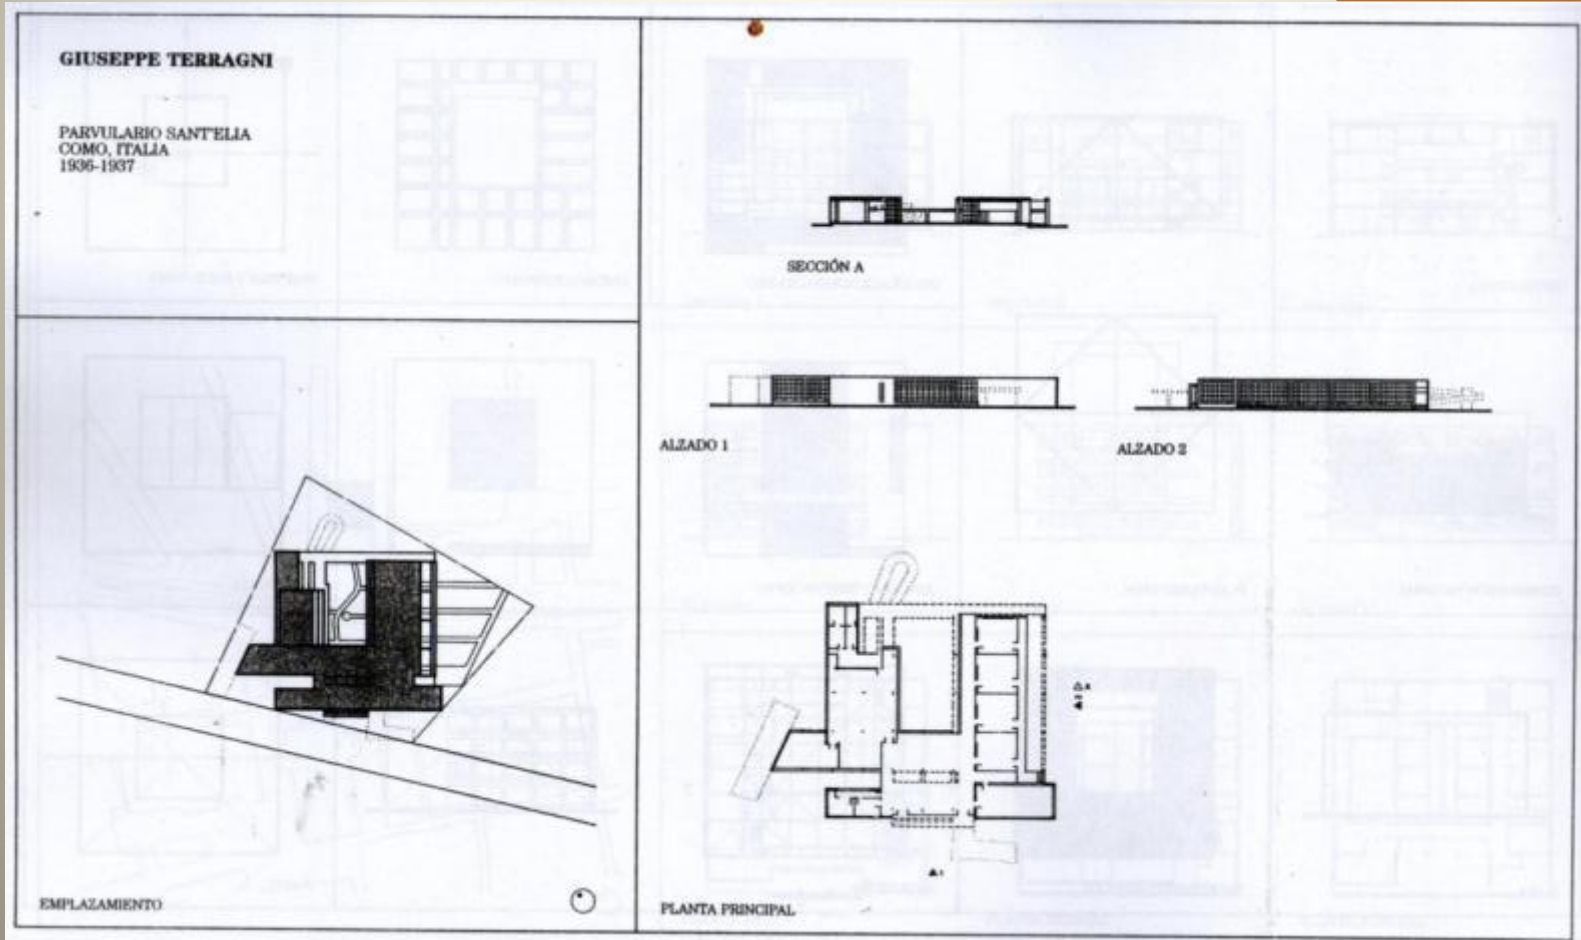 GIUSEPPE TERRAGNI
PARVULARIO SANT'ELIA
COMO, ITALIA
1936-1937
SECCIÓN A
ALZADO 1
ALZADO 2
EMPLAZAMIENTO
PLANTA PRINCIPAL